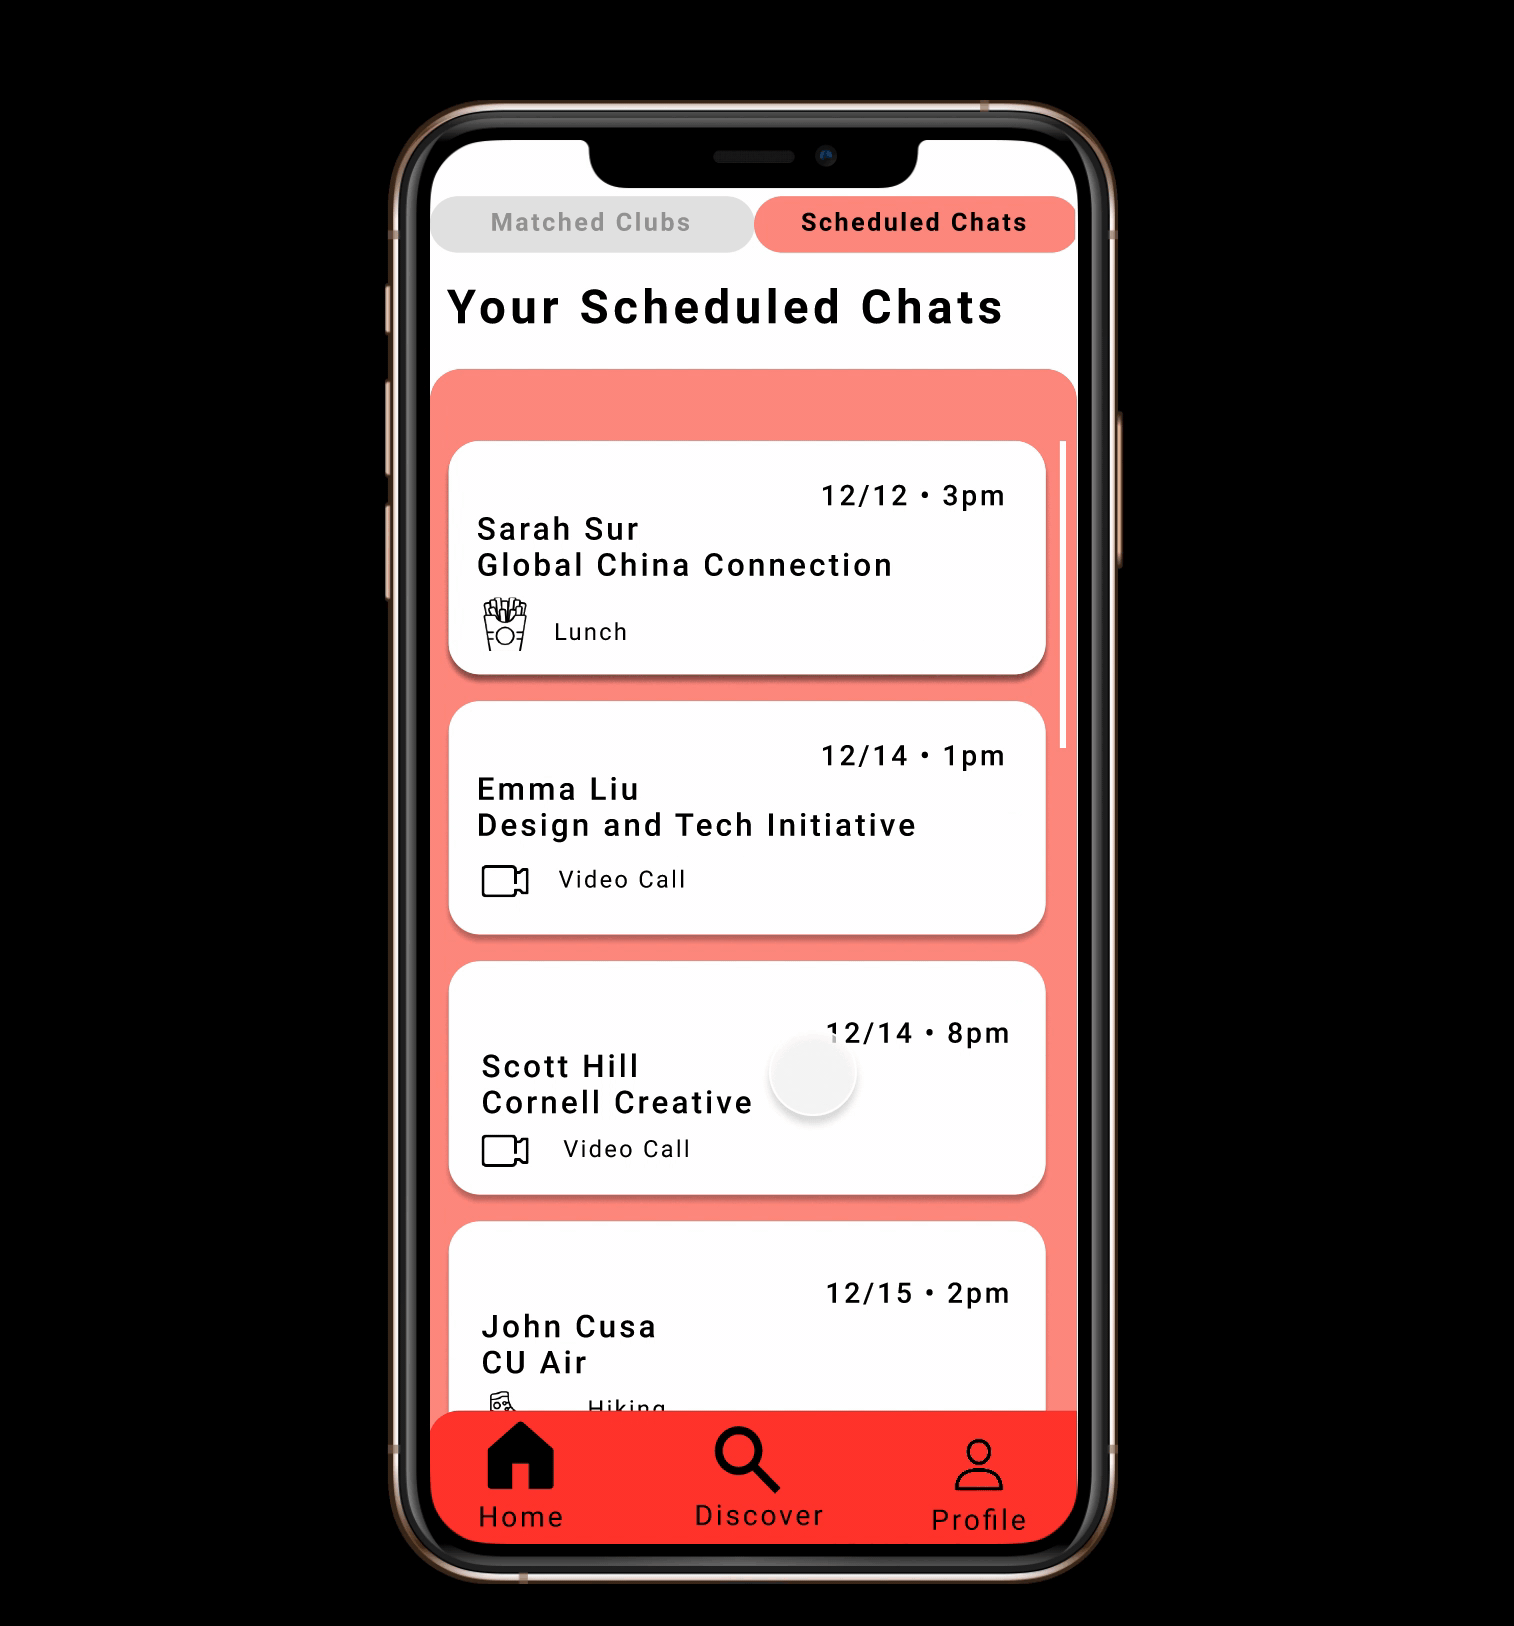 Matched Clubs
Scheduled Chats
Your Scheduled Chats
12/12 • 3pm
Sarah Sur
Global China Connection
Lunch
12/14 • 1pm
Emma Liu
Design and Tech Initiative
Video Call
12/14 • 8pm
Scott Hill
Cornell Creative
Video Call
12/15 • 2pm
John Cusa
CU Air
Hiking
Home
Discover
Profile